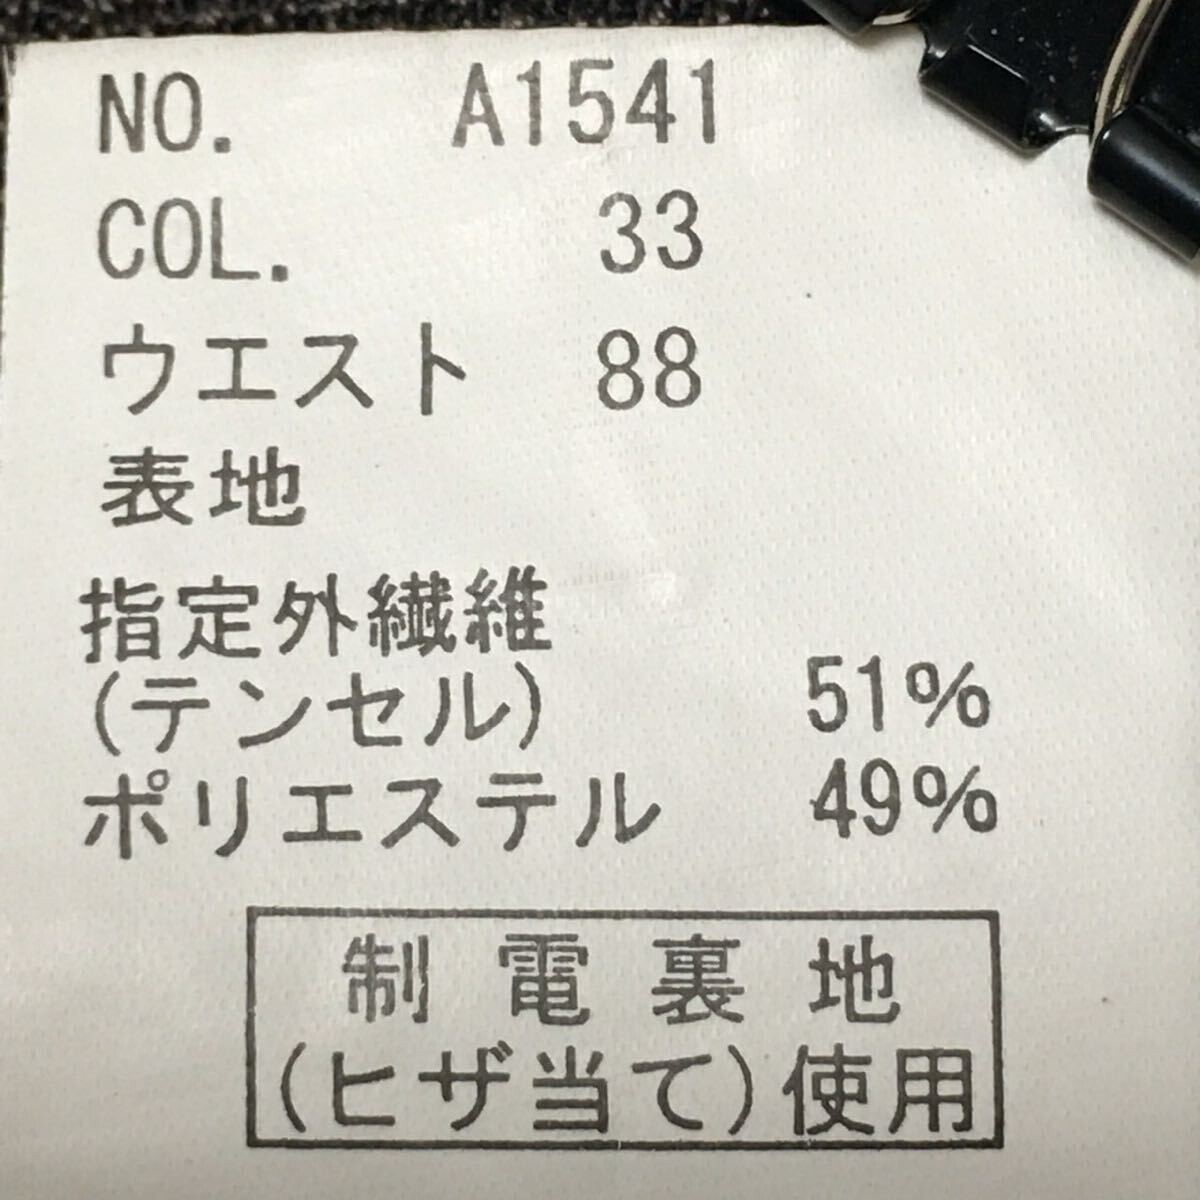 NO. A1541
COL. 33
ウエスト 88
表地
指定外繊維
(テンセル) 51%
ポリエステル 49%
制電裏地
(ヒザ当て)使用